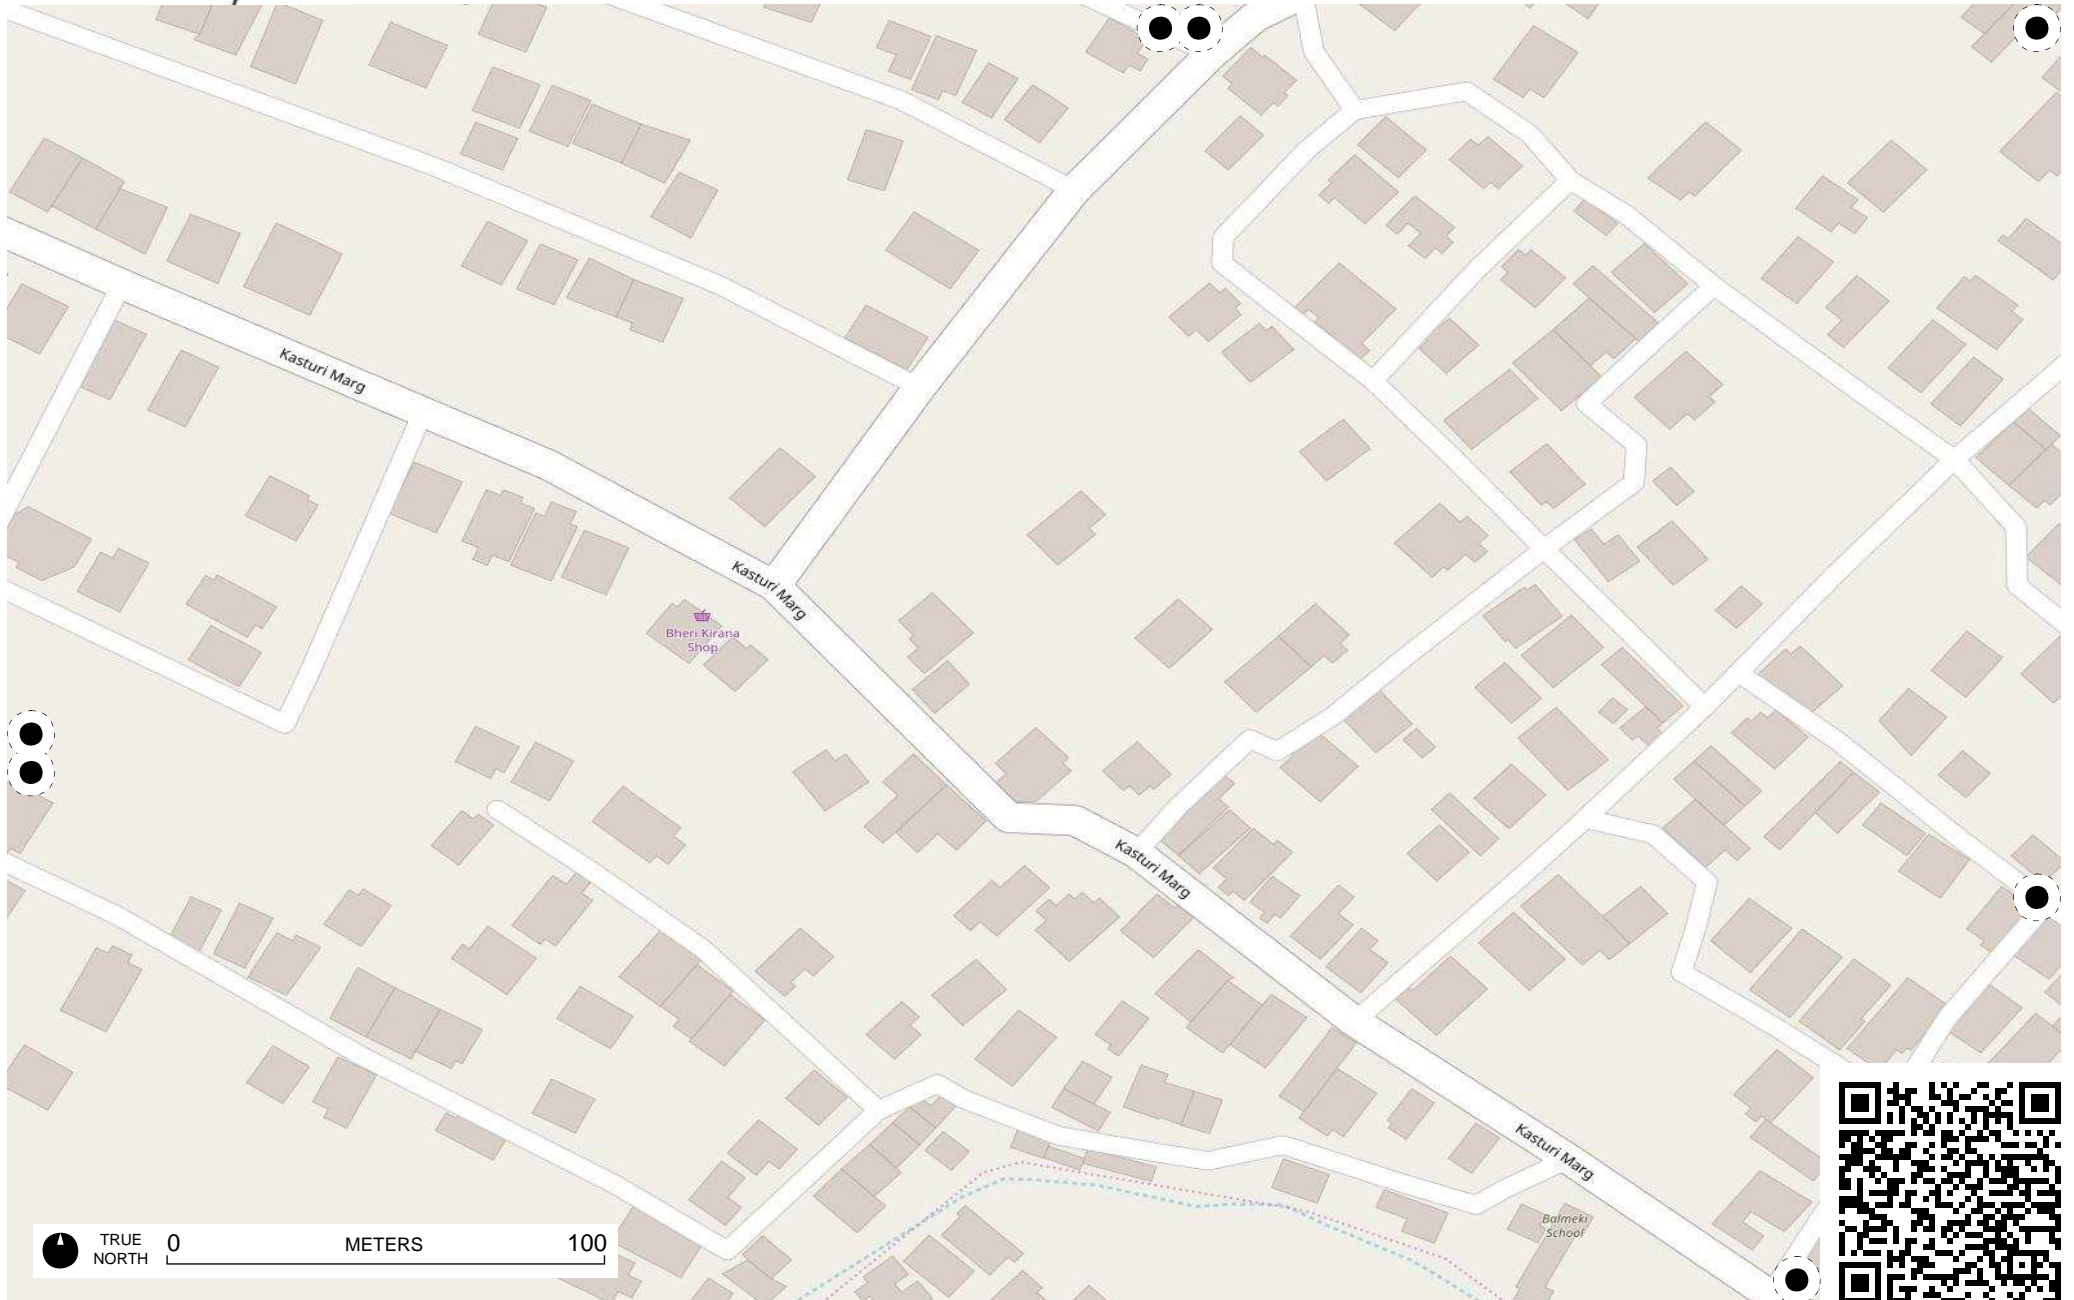 Kasturi Marg
Kasturi Marg
Bheri Kirana
Shop
Kasturi Marg
Kasturi Marg
Balmeki
School
TRUE
NORTH
0
METERS
100